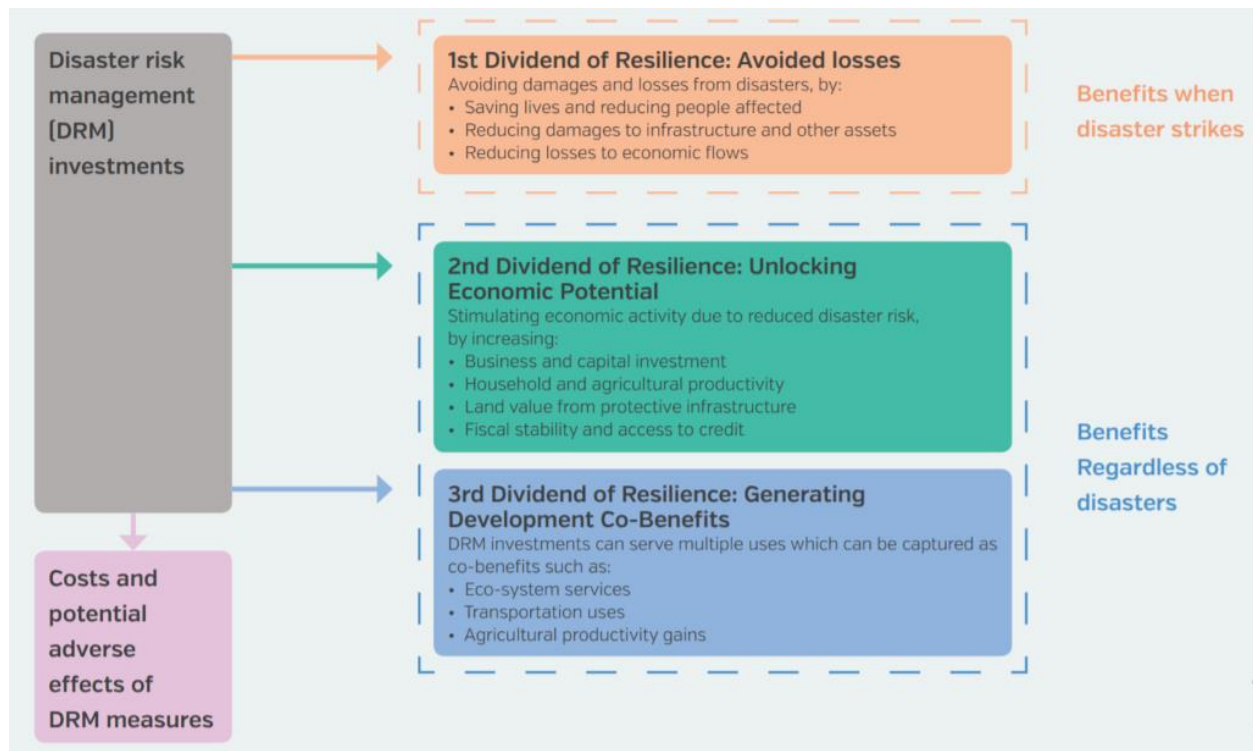 Disaster risk
management
(DRM)
investments
1st Dividend of Resilience: Avoided losses
Avoiding damages and losses from disasters, by:
• Saving lives and reducing people affected
• Reducing damages to infrastructure and other assets
• Reducing losses to economic flows
Benefits when
disaster strikes
2nd Dividend of Resilience: Unlocking
Economic Potential
Stimulating economic activity due to reduced disaster risk,
by increasing:
• Business and capital investment
• Household and agricultural productivity
• Land value from protective infrastructure
• Fiscal stability and access to credit
3rd Dividend of Resilience: Generating
Development Co-Benefits
DRM investments can serve multiple uses which can be captured as
co-benefits such as:
• Eco-system services
• Transportation uses
• Agricultural productivity gains
Benefits
Regardless of
disasters
Costs and
potential
adverse
effects of
DRM measures